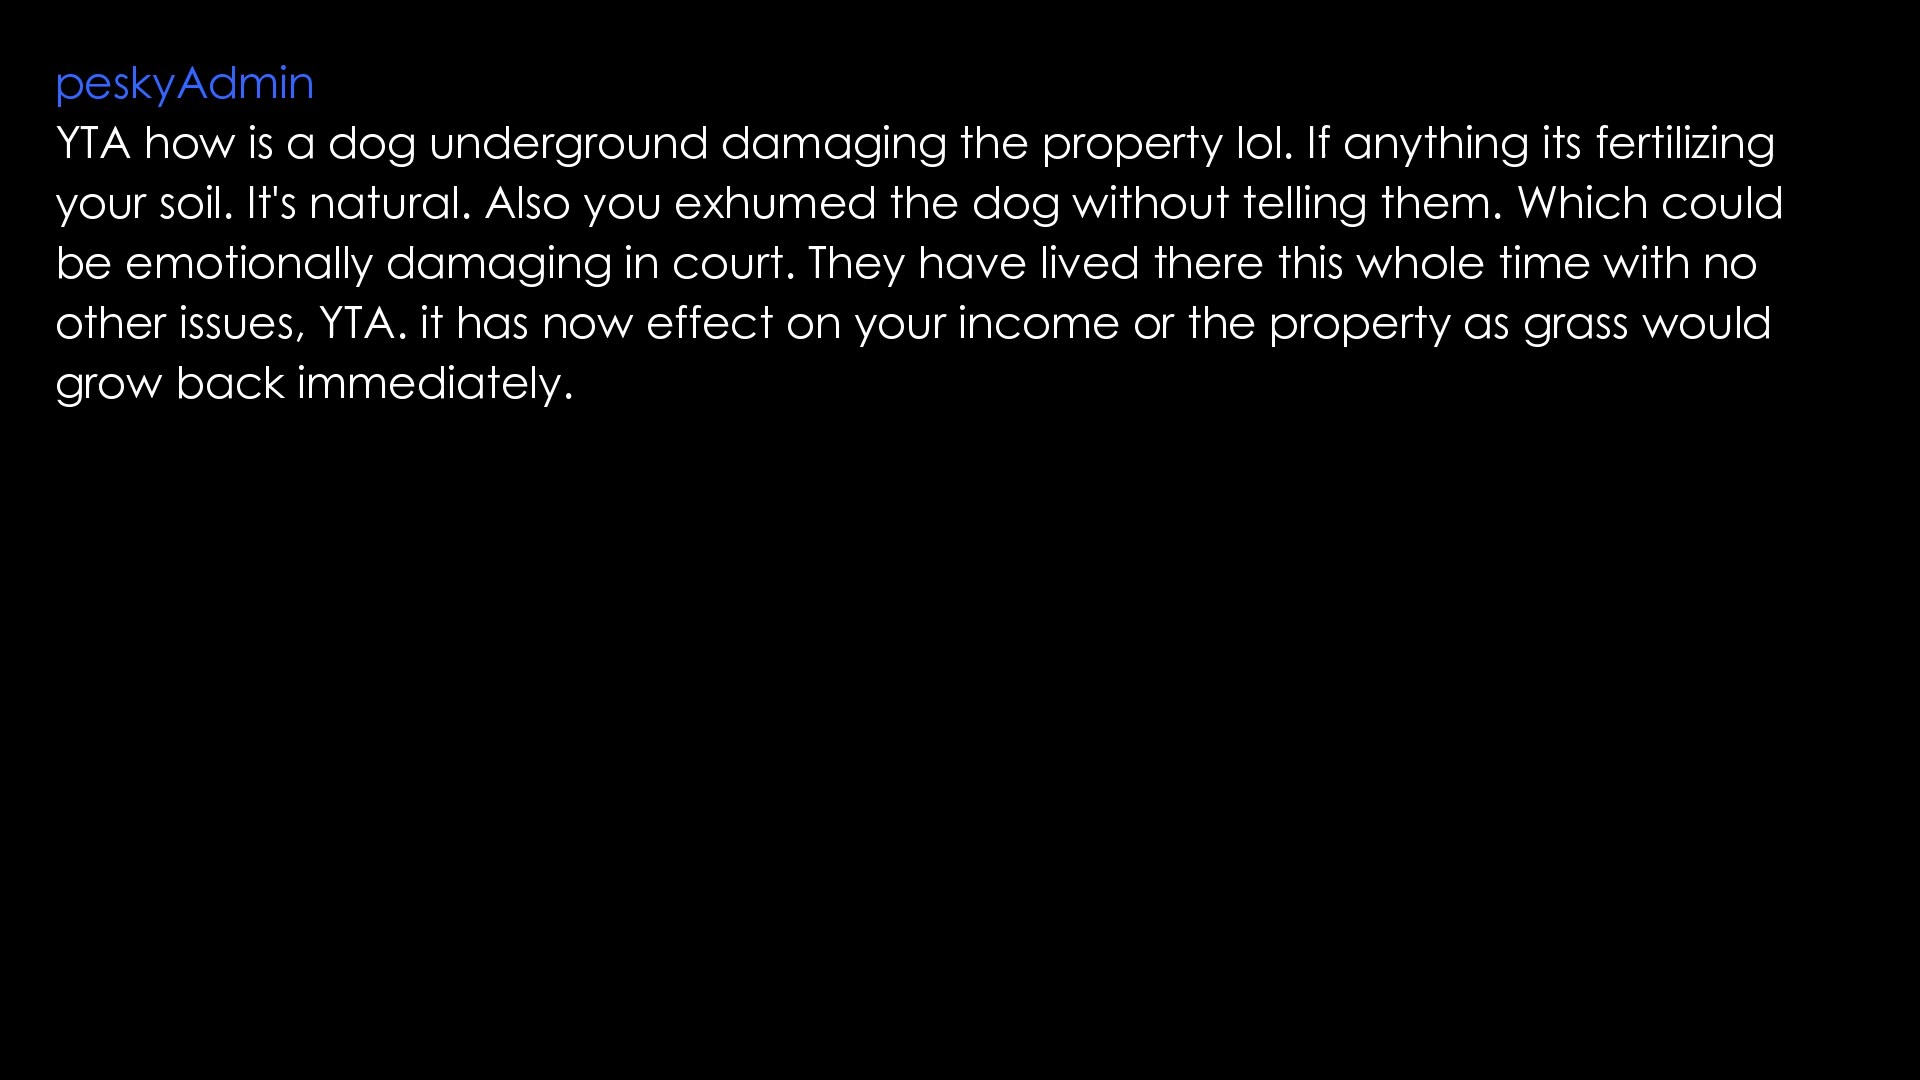 peskyAdmin
YTA how is a dog underground damaging the property lol. If anything its fertilizing
your soil. It's natural. Also you exhumed the dog without telling them. Which could
be emotionally damaging in court. They have lived there this whole time with no
other issues, YTA. it has now effect on your income or the property as grass would
grow back immediately.